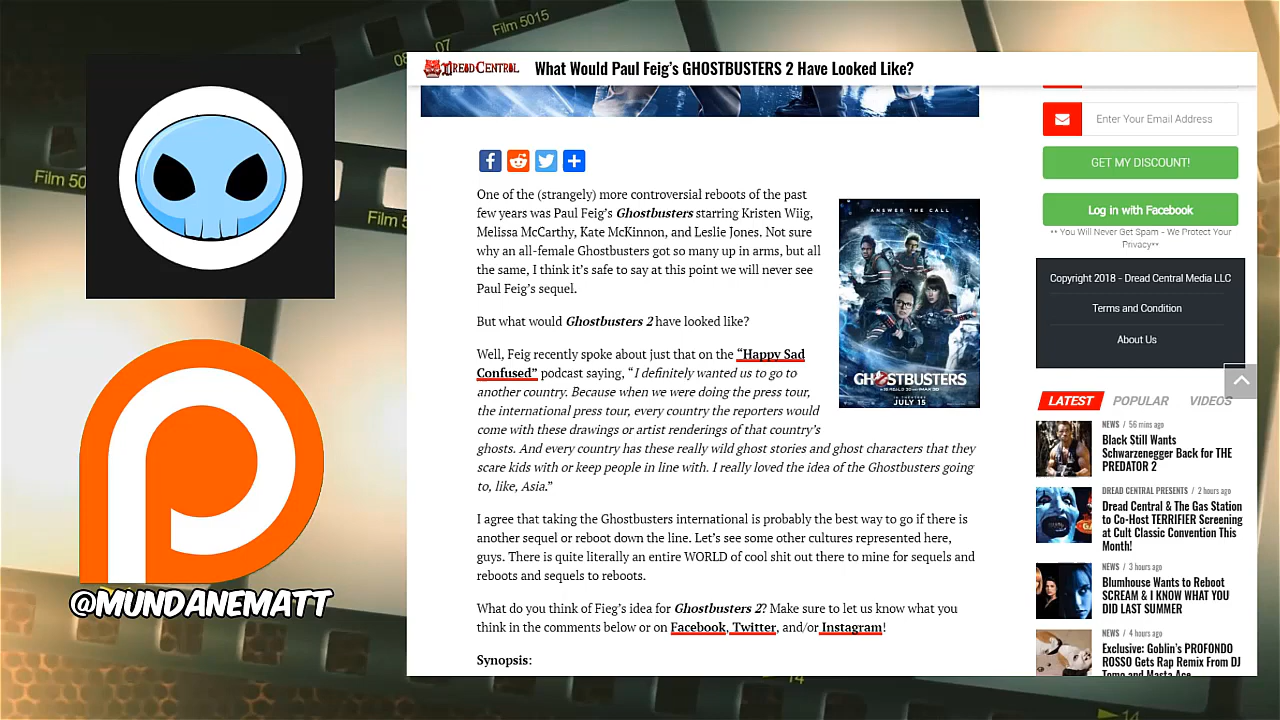 Film 5015
07
08
Film 50
Film 5
@MUNDANEMATT
14
14
DREAD CENTRAL
What Would Paul Feig's GHOSTBUSTERS 2 Have Looked Like?
One of the (strangely) more controversial reboots of the past
few years was Paul Feig's Ghostbusters starring Kristen Wiig,
Melissa McCarthy, Kate McKinnon, and Leslie Jones. Not sure
why an all-female Ghostbusters got so many up in arms, but all
the same, I think it's safe to say at this point we will never see
Paul Feig's sequel.
But what would Ghostbusters 2 have looked like?
Well, Feig recently spoke about just that on the "Happy Sad
Confused" podcast saying, "I definitely wanted us to go to
another country. Because when we were doing the press tour,
the international press tour, every country the reporters would
come with these drawings or artist renderings of that country's
ghosts. And every country has these really wild ghost stories and ghost characters that they
scare kids with or keep people in line with. I really loved the idea of the Ghostbusters going
to, like, Asia."
I agree that taking the Ghostbusters international is probably the best way to go if there is
another sequel or reboot down the line. Let's see some other cultures represented here,
guys. There is quite literally an entire WORLD of cool shit out there to mine for sequels and
reboots and sequels to reboots.
What do you think of Fieg's idea for Ghostbusters 2? Make sure to let us know what you
think in the comments below or on Facebook, Twitter, and/or Instagram!
Synopsis:
ANSWER THE CALL
GHOSTBUSTERS
JULY 15
Enter Your Email Address
GET MY DISCOUNT!
Log in with Facebook
** You Will Never Get Spam - We Protect Your
Privacy**
Copyright 2018 - Dread Central Media LLC
Terms and Condition
About Us
LATEST POPULAR VIDEOS
NEWS / 56 mins ago
Black Still Wants
Schwarzenegger Back for THE
PREDATOR 2
DREAD CENTRAL PRESENTS / 2 hours ago
Dread Central & The Gas Station
to Co-Host TERRIFIER Screening
at Cult Classic Convention This
Month!
NEWS / 3 hours ago
Blumhouse Wants to Reboot
SCREAM & I KNOW WHAT YOU
DID LAST SUMMER
NEWS / 4 hours ago
Exclusive: Goblin's PROFONDO
ROSSO Gets Rap Remix From DJ
Tomo and Masta Ace